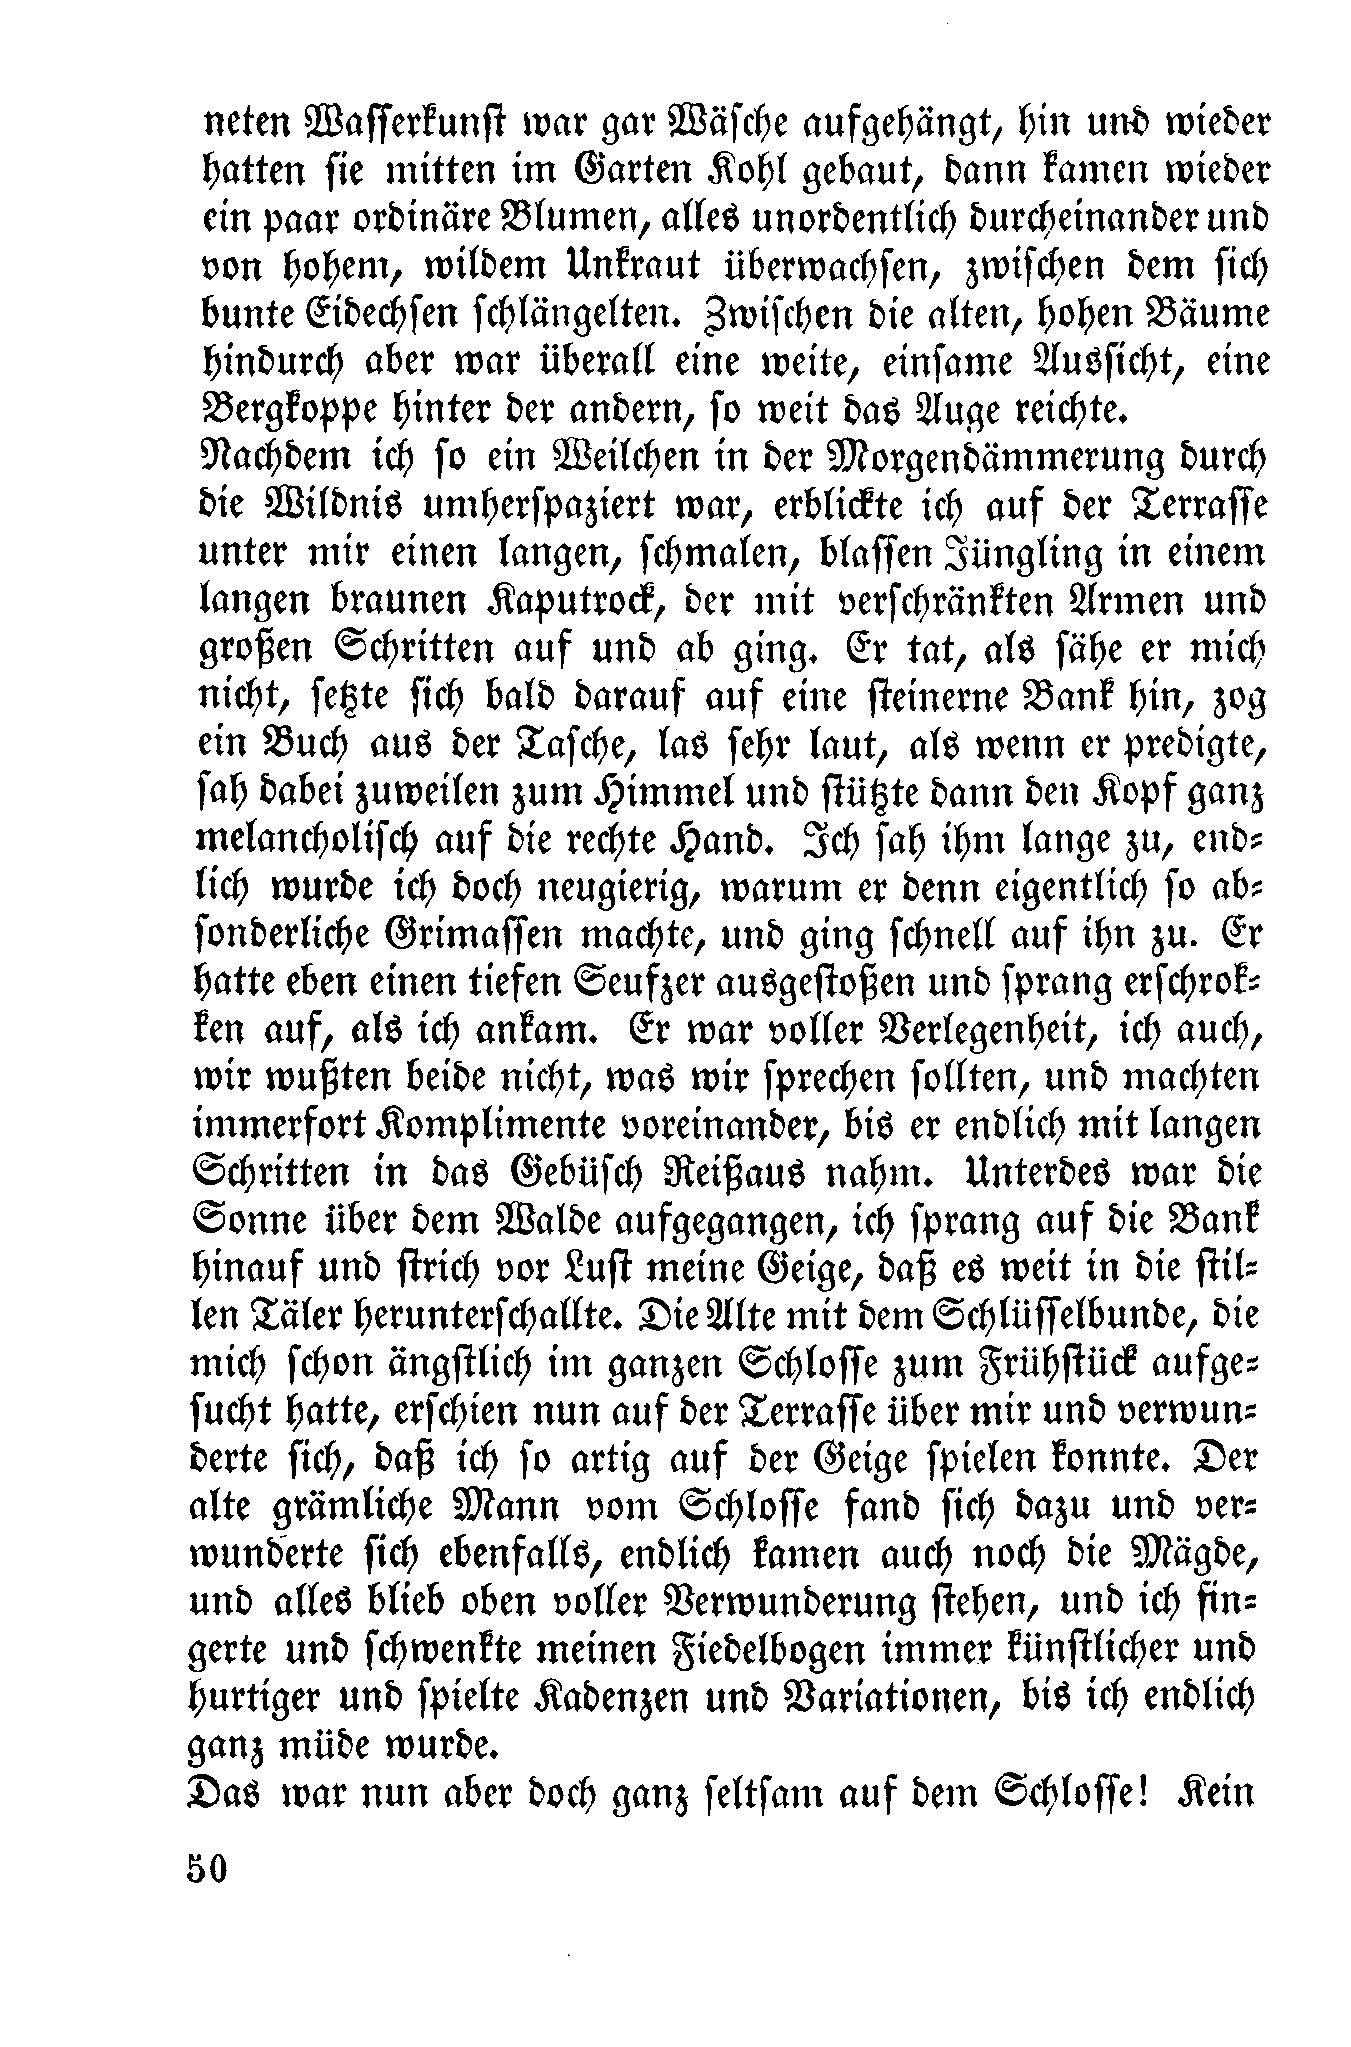 neten Wasserkunst war gar Wäsche aufgehängt, hin und wieder
hatten sie mitten im Garten Kohl gebaut, dann kamen wieder
ein paar ordinäre Blumen, alles unordentlich durcheinander und
von hohem, wildem Unkraut überwachsen, zwischen dem sich
bunte Eidechsen schlängelten. Zwischen die alten, hohen Bäume
hindurch aber war überall eine weite, einsame Aussicht, eine
Bergkoppe hinter der andern, so weit das Auge reichte.
Nachdem ich so ein Weilchen in der Morgendämmerung durch
die Wildnis umherspaziert war, erblickte ich auf der Terrasse
unter mir einen langen, schmalen, blassen Jüngling in einem
langen braunen Kaputrock, der mit verschränkten Armen und
großen Schritten auf und ab ging. Er tat, als sähe er mich
nicht, setzte sich bald darauf auf eine steinerne Bank hin, zog
ein Buch aus der Tasche, las sehr laut, als wenn er predigte,
sah dabei zuweilen zum Himmel und stützte dann den Kopf ganz
melancholisch auf die rechte Hand. Ich sah ihm lange zu, end-
lich wurde ich doch neugierig, warum er denn eigentlich so ab-
sonderliche Grimassen machte, und ging schnell auf ihn zu. Er
hatte eben einen tiefen Seufzer ausgestoßen und sprang erschrok-
ken auf, als ich ankam. Er war voller Verlegenheit, ich auch,
wir wußten beide nicht, was wir sprechen sollten, und machten
immerfort Komplimente voreinander, bis er endlich mit langen
Schritten in das Gebüsch Reißaus nahm. Unterdes war die
Sonne über dem Walde aufgegangen, ich sprang auf die Bank
hinauf und strich vor Lust meine Geige, daß es weit in die stil-
len Täler herunterschallte. Die Alte mit dem Schlüsselbunde, die
mich schon ängstlich im ganzen Schlosse zum Frühstück aufge-
sucht hatte, erschien nun auf der Terrasse über mir und verwun-
derte sich, daß ich so artig auf der Geige spielen konnte. Der
alte grämliche Mann vom Schlosse fand sich dazu und ver-
wunderte sich ebenfalls, endlich kamen auch noch die Mägde,
und alles blieb oben voller Verwunderung stehen, und ich fin-
gerte und schwenkte meinen Fiedelbogen immer künstlicher und
hurtiger und spielte Kadenzen und Variationen, bis ich endlich
ganz müde wurde.
Das war nun aber doch ganz seltsam auf dem Schlosse! Kein
50